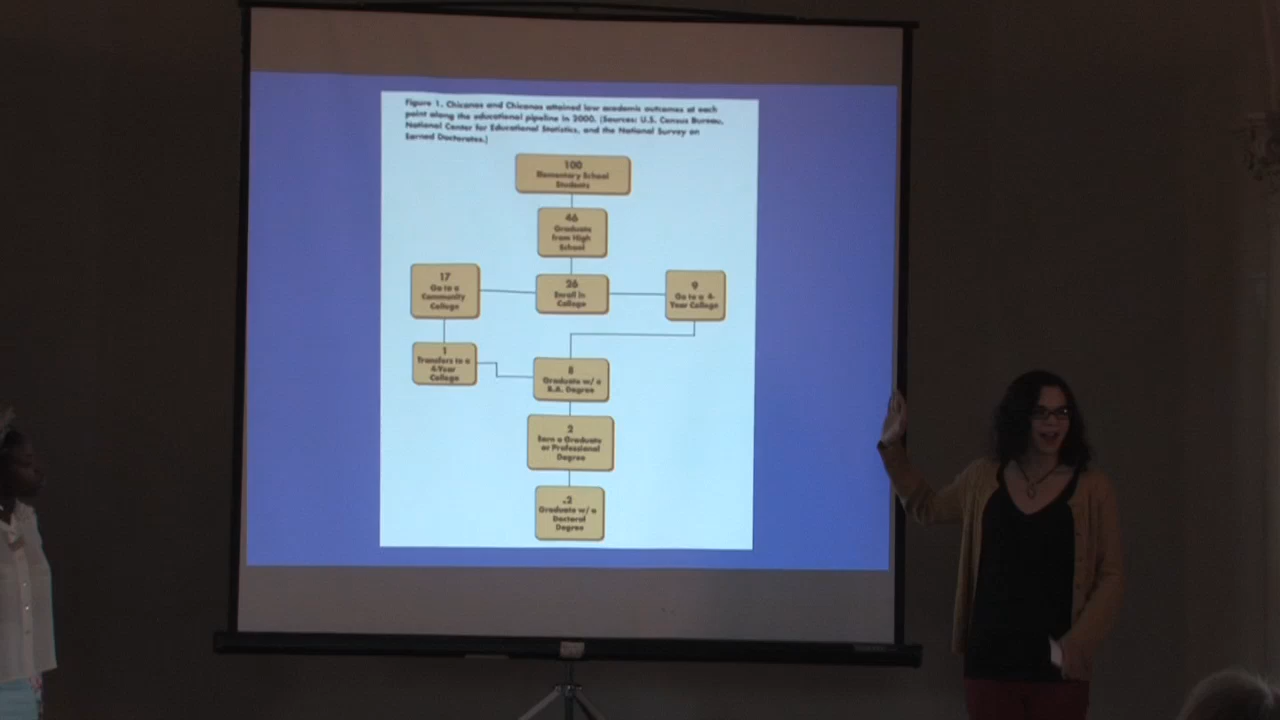 Figure 1. Chicanas and Chicanos attained low academic outcomes at each
point along the educational pipeline in 2000. (Sources: U.S. Census Bureau,
National Center for Educational Statistics, and the National Survey on
Earned Doctorates.)
100
Elementary School
Students
46
Graduate
from High
School
17
Go to a
Community
College
26
Enroll in
College
9
Go to a 4-
Year College
1
Transfers to a
4-Year
College
8
Graduate w/ a
B.A. Degree
2
Earn a Graduate
or Professional
Degree
.2
Graduate w/ a
Doctoral
Degree